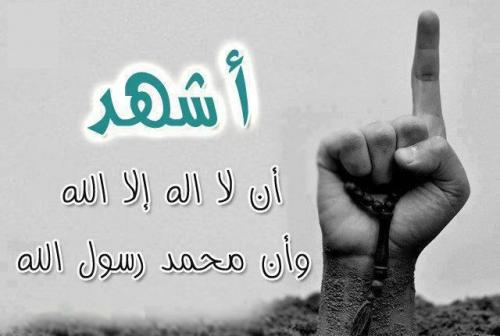 أشهد
أن لا اله إلا الله
وأن محمد رسول الله